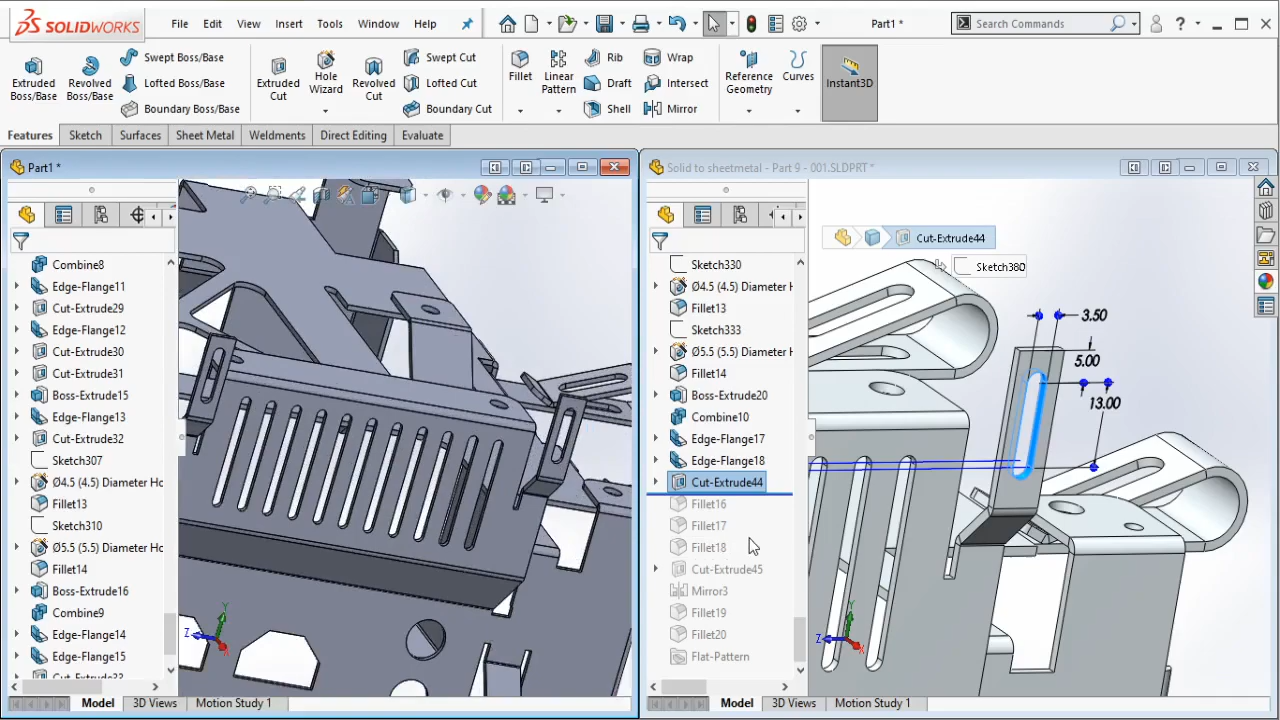 SOLIDWORKS File Edit View Insert Tools Window Help Part1 * Search Commands ?
Extruded Boss/Base Revolved Boss/Base Swept Boss/Base Lofted Boss/Base Boundary Boss/Base Extruded Cut Hole Wizard Revolved Cut Swept Cut Lofted Cut Boundary Cut Fillet Linear Pattern Rib Draft Shell Wrap Intersect Mirror Reference Geometry Curves Instant3D
Features Sketch Surfaces Sheet Metal Weldments Direct Editing Evaluate
Part1 *
Combine8
Edge-Flange11
Cut-Extrude29
Edge-Flange12
Cut-Extrude30
Cut-Extrude31
Boss-Extrude15
Edge-Flange13
Cut-Extrude32
Sketch307
Ø4.5 (4.5) Diameter Ho
Fillet13
Sketch310
Ø5.5 (5.5) Diameter Ho
Fillet14
Boss-Extrude16
Combine9
Edge-Flange14
Edge-Flange15
Cut-Extrude33
Y
Z
X
Model 3D Views Motion Study 1
Solid to sheetmetal - Part 9 - 001.SLDPRT *
Sketch330
Ø4.5 (4.5) Diameter H
Fillet13
Sketch333
Ø5.5 (5.5) Diameter H
Fillet14
Boss-Extrude20
Combine10
Edge-Flange17
Edge-Flange18
Cut-Extrude44
Fillet16
Fillet17
Fillet18
Cut-Extrude45
Mirror3
Fillet19
Fillet20
Flat-Pattern
Cut-Extrude44
Sketch380
3.50
5.00
13.00
Y
Z
X
Model 3D Views Motion Study 1